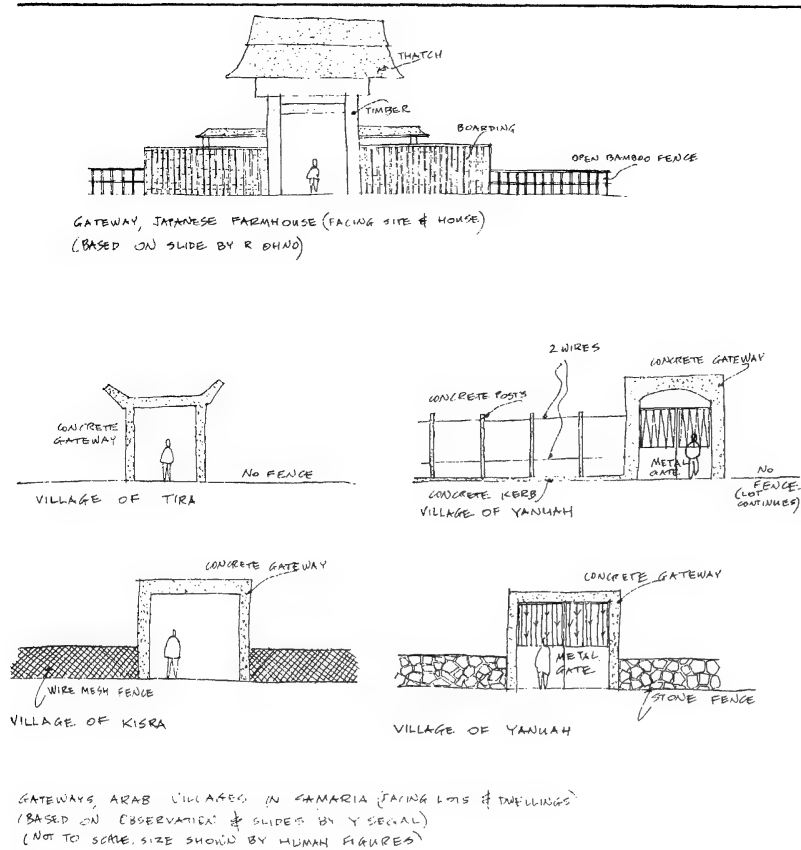 THATCH
TIMBER
BOARDING
OPEN BAMBOO FENCE
GATEWAY, JAPANESE FARMHOUSE (FACING SITE & HOUSE)
(BASED ON SLIDE BY R OHNO)
CONCRETE
GATEWAY
NO FENCE
VILLAGE OF TIRA
2 WIRES
CONCRETE POSTS
CONCRETE GATEWAY
METAL
GATE
CONCRETE KERB
NO
FENCE
(LOT
CONTINUES)
VILLAGE OF YANUAH
CONCRETE GATEWAY
WIRE MESH FENCE
VILLAGE OF KISRA
CONCRETE GATEWAY
METAL
GATE
STONE FENCE
VILLAGE OF YANUAH
GATEWAYS, ARAB VILLAGES IN SAMARIA (FACING LOTS & DWELLINGS)
(BASED ON OBSERVATION & SLIDES BY Y SEGAL)
(NOT TO SCALE. SIZE SHOWN BY HUMAN FIGURES)